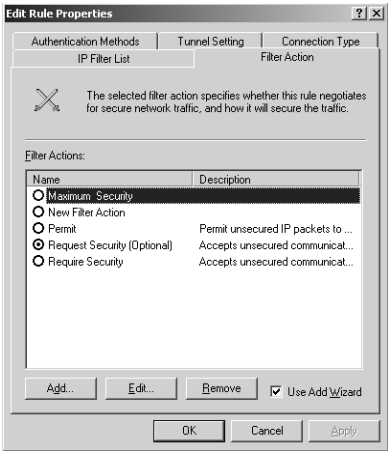 Edit Rule Properties
Authentication Methods Tunnel Setting Connection Type
IP Filter List Filter Action
The selected filter action specifies whether this rule negotiates
for secure network traffic, and how it will secure the traffic.
Filter Actions:
Name Description
Maximum Security
New Filter Action
Permit Permit unsecured IP packets to ...
Request Security (Optional) Accepts unsecured communicat...
Require Security Accepts unsecured communicat...
Add... Edit... Remove Use Add Wizard
OK Cancel Apply